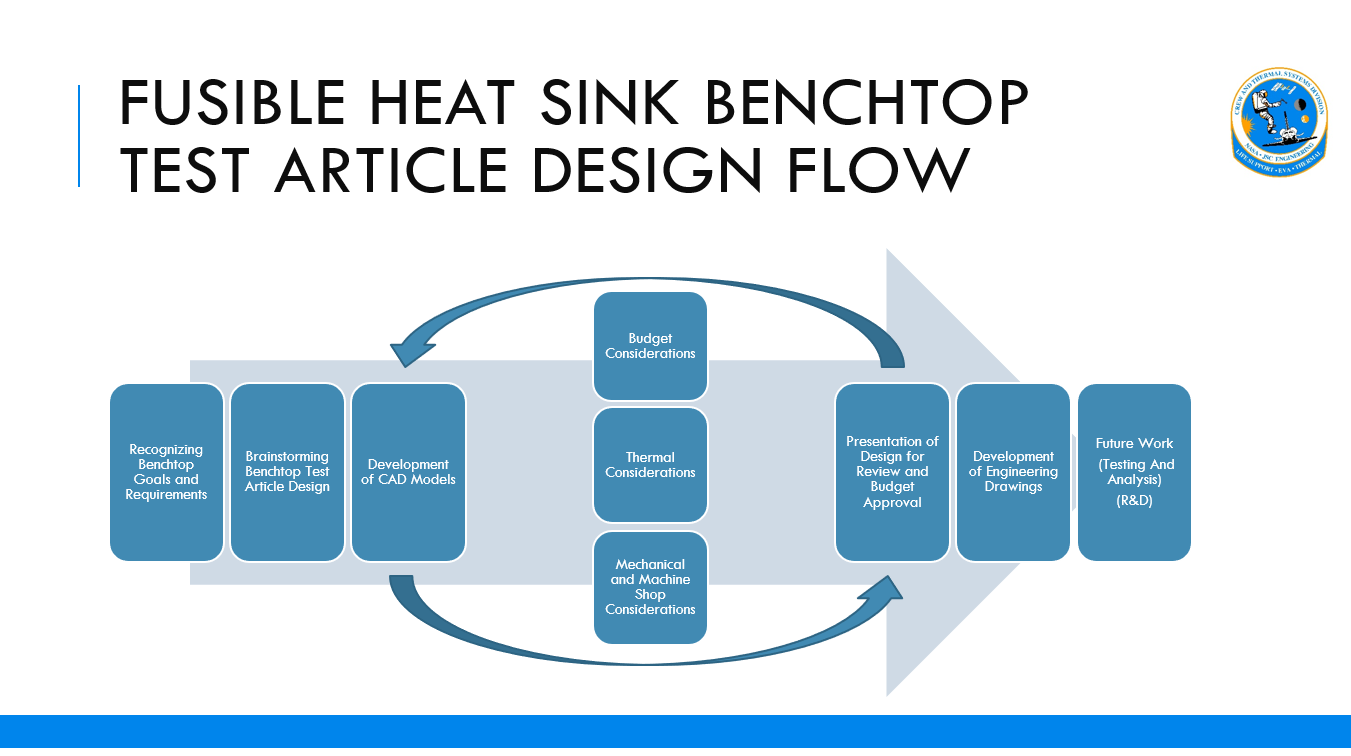 FUSIBLE HEAT SINK BENCHTOP
TEST ARTICLE DESIGN FLOW
CREW AND THERMAL SYSTEMS DIVISION
NASA • JSC ENGINEERING
LIFE SUPPORT • EVA • THERMAL
Recognizing
Benchtop
Goals and
Requirements
Brainstorming
Benchtop Test
Article Design
Development
of CAD Models
Budget
Considerations
Thermal
Considerations
Mechanical
and Machine
Shop
Considerations
Presentation of
Design for
Review and
Budget
Approval
Development
of Engineering
Drawings
Future Work
(Testing And
Analysis)
(R&D)